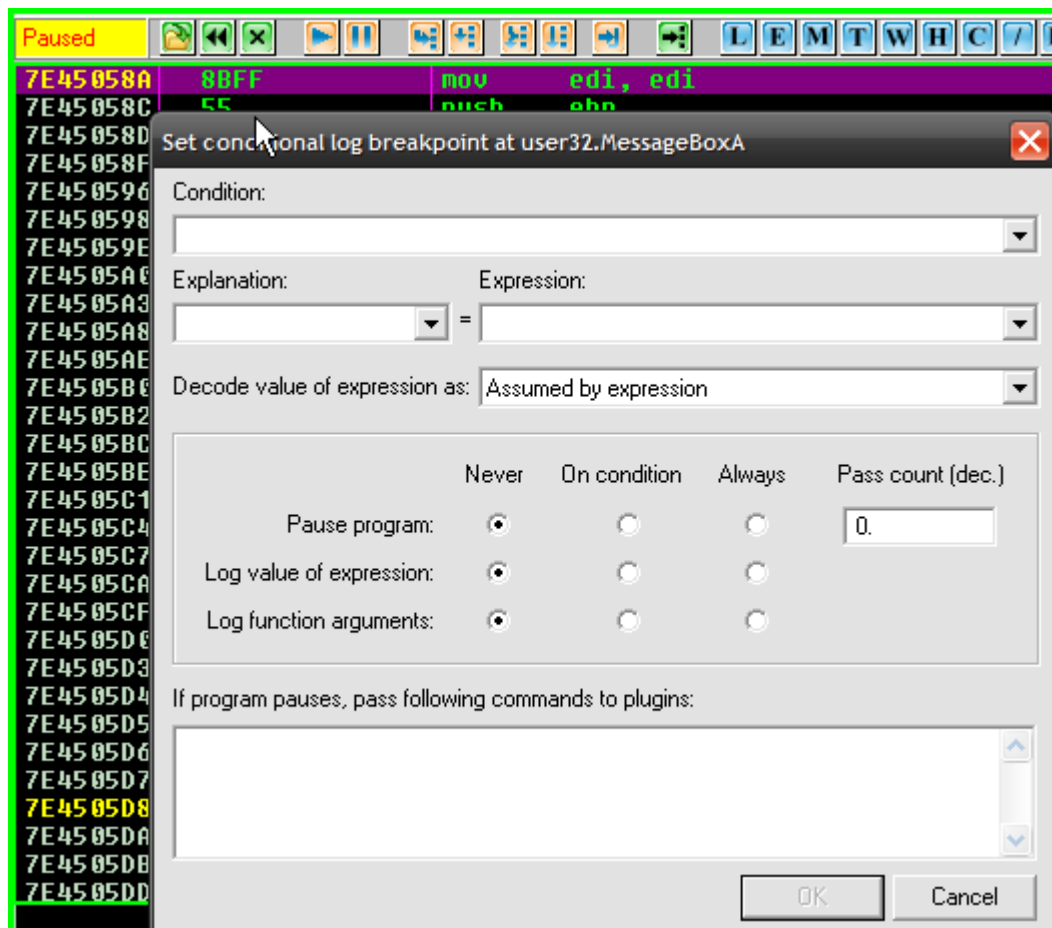 Paused L E M T W H C /
7E45058A 8BFF mov edi, edi
7E45058C 55 push ebp
7E45058D
Set conditional log breakpoint at user32.MessageBoxA
7E45058F
7E450596 Condition:
7E450598
7E45059E
7E4505A0 Explanation: Expression:
7E4505A3
7E4505A8 =
7E4505AE
7E4505B0 Decode value of expression as: Assumed by expression
7E4505B2
7E4505BC
7E4505BE Never On condition Always Pass count (dec.)
7E4505C1
7E4505C4 Pause program: 0.
7E4505C7
7E4505CA Log value of expression:
7E4505CF Log function arguments:
7E4505D0
7E4505D3
7E4505D4 If program pauses, pass following commands to plugins:
7E4505D5
7E4505D6
7E4505D7
7E4505D8
7E4505DA
7E4505DB
7E4505DD OK Cancel